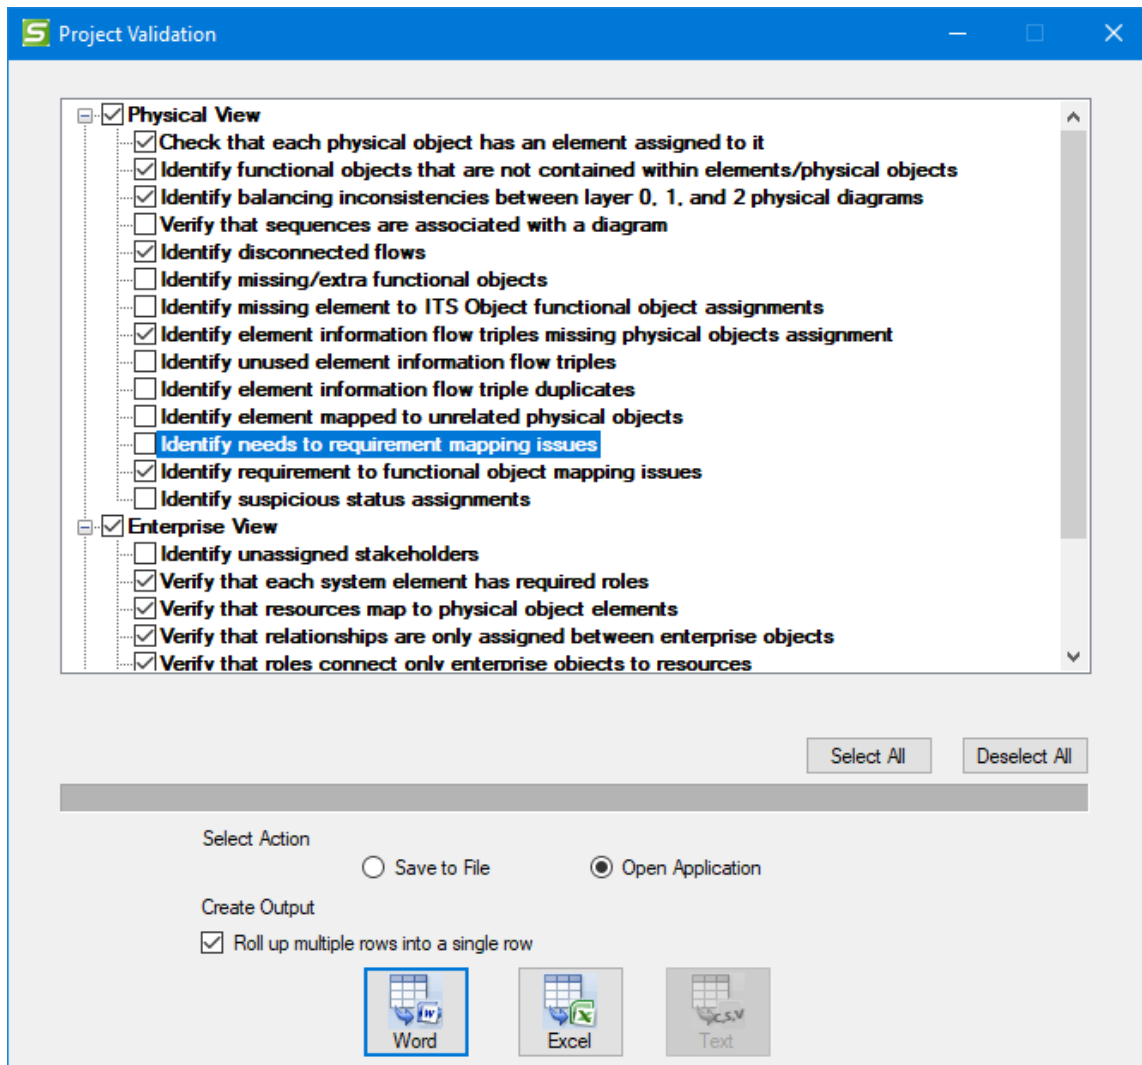 Project Validation
Physical View
Check that each physical object has an element assigned to it
Identify functional objects that are not contained within elements/physical objects
Identify balancing inconsistencies between layer 0, 1, and 2 physical diagrams
Verify that sequences are associated with a diagram
Identify disconnected flows
Identify missing/extra functional objects
Identify missing element to ITS Object functional object assignments
Identify element information flow triples missing physical objects assignment
Identify unused element information flow triples
Identify element information flow triple duplicates
Identify element mapped to unrelated physical objects
Identify needs to requirement mapping issues
Identify requirement to functional object mapping issues
Identify suspicious status assignments
Enterprise View
Identify unassigned stakeholders
Verify that each system element has required roles
Verify that resources map to physical object elements
Verify that relationships are only assigned between enterprise objects
Verify that roles connect only enterprise objects to resources
Select All Deselect All
Select Action
Save to File Open Application
Create Output
Roll up multiple rows into a single row
Word Excel Text